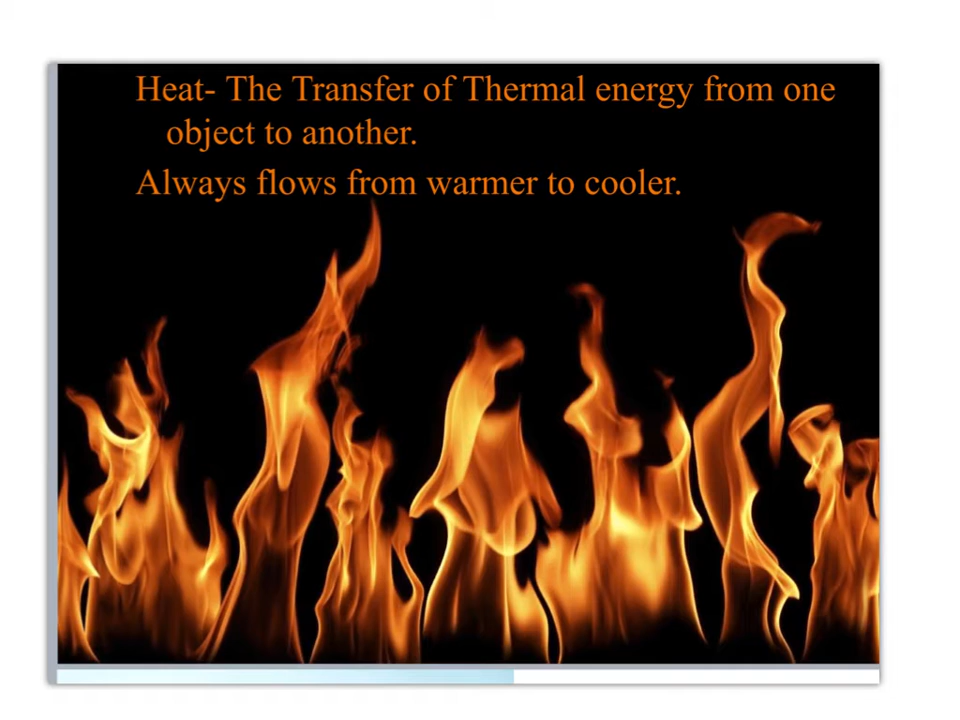 Heat- The Transfer of Thermal energy from one
object to another.
Always flows from warmer to cooler.